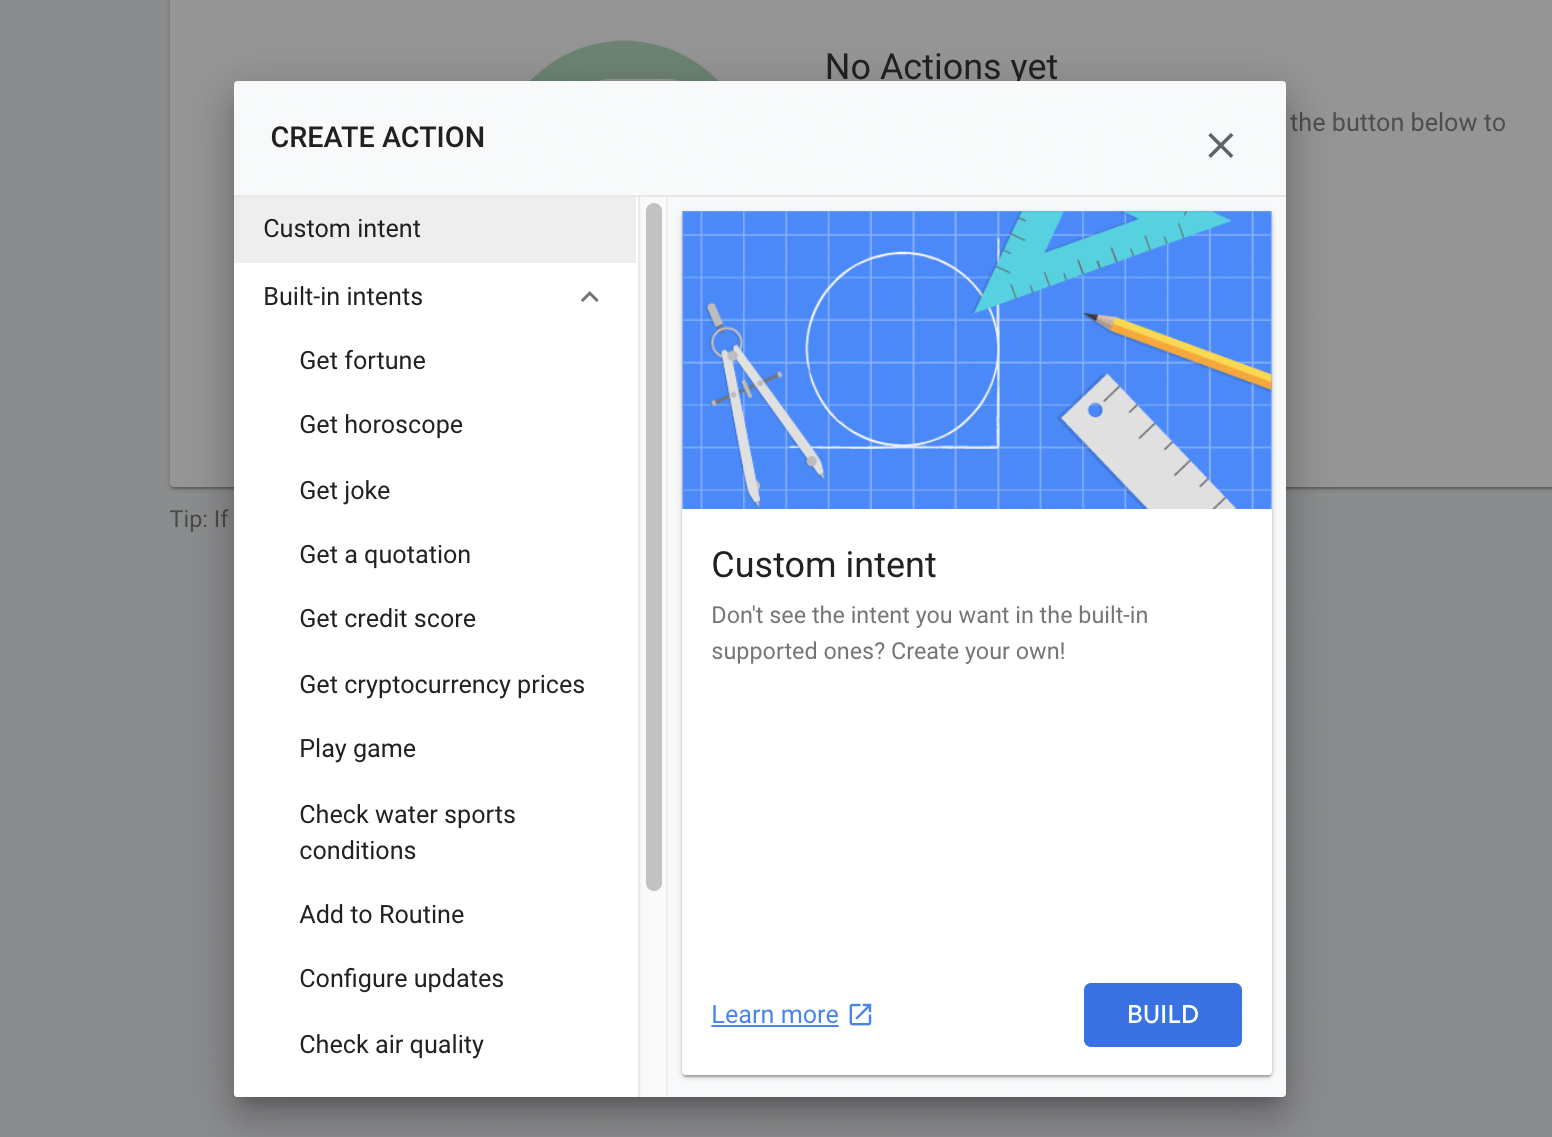 No Actions yet
the button below to
CREATE ACTION
Custom intent
Built-in intents
Get fortune
Get horoscope
Get joke
Get a quotation
Get credit score
Get cryptocurrency prices
Play game
Check water sports
conditions
Add to Routine
Configure updates
Check air quality
Custom intent
Don't see the intent you want in the built-in
supported ones? Create your own!
Learn more
BUILD
Tip: If